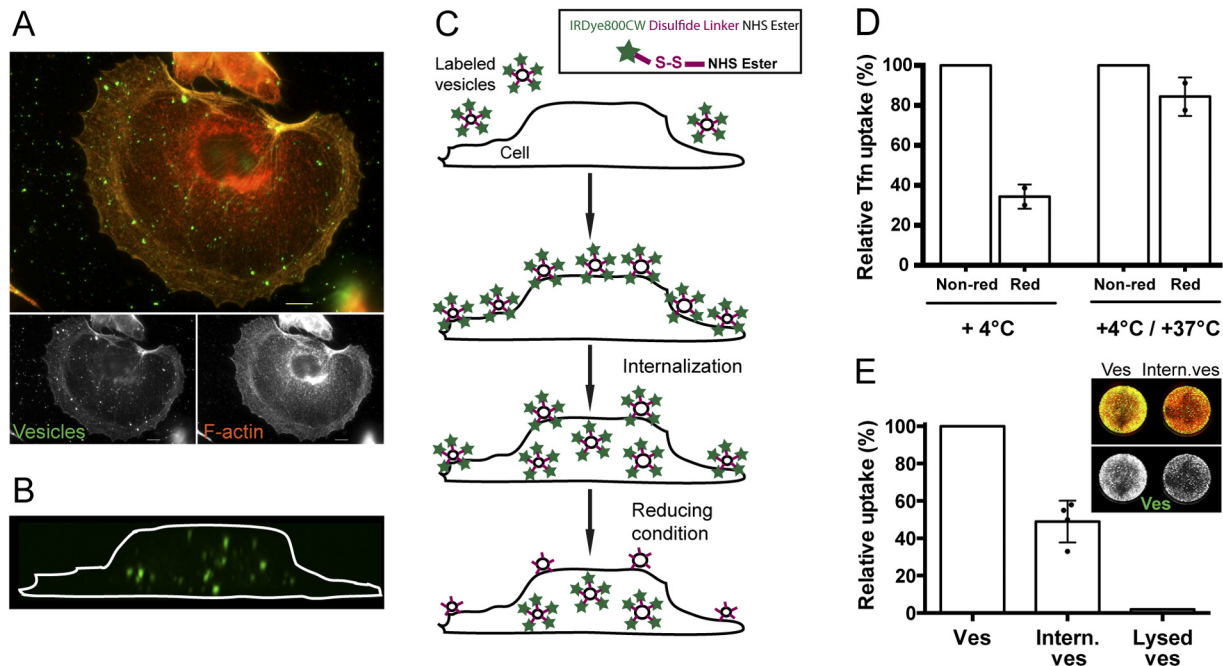 A
Vesicles
F-actin
B
C
IRDye800CW Disulfide Linker NHS Ester
S-S NHS Ester
Labeled
vesicles
Cell
Internalization
Reducing
condition
D
Relative Tfn uptake (%)
100
80
60
40
20
0
Non-red Red Non-red Red
+ 4°C +4°C / +37°C
E
Ves Intern.ves
Ves
Relative uptake (%)
100
80
60
40
20
0
Ves Intern. Lysed
ves ves